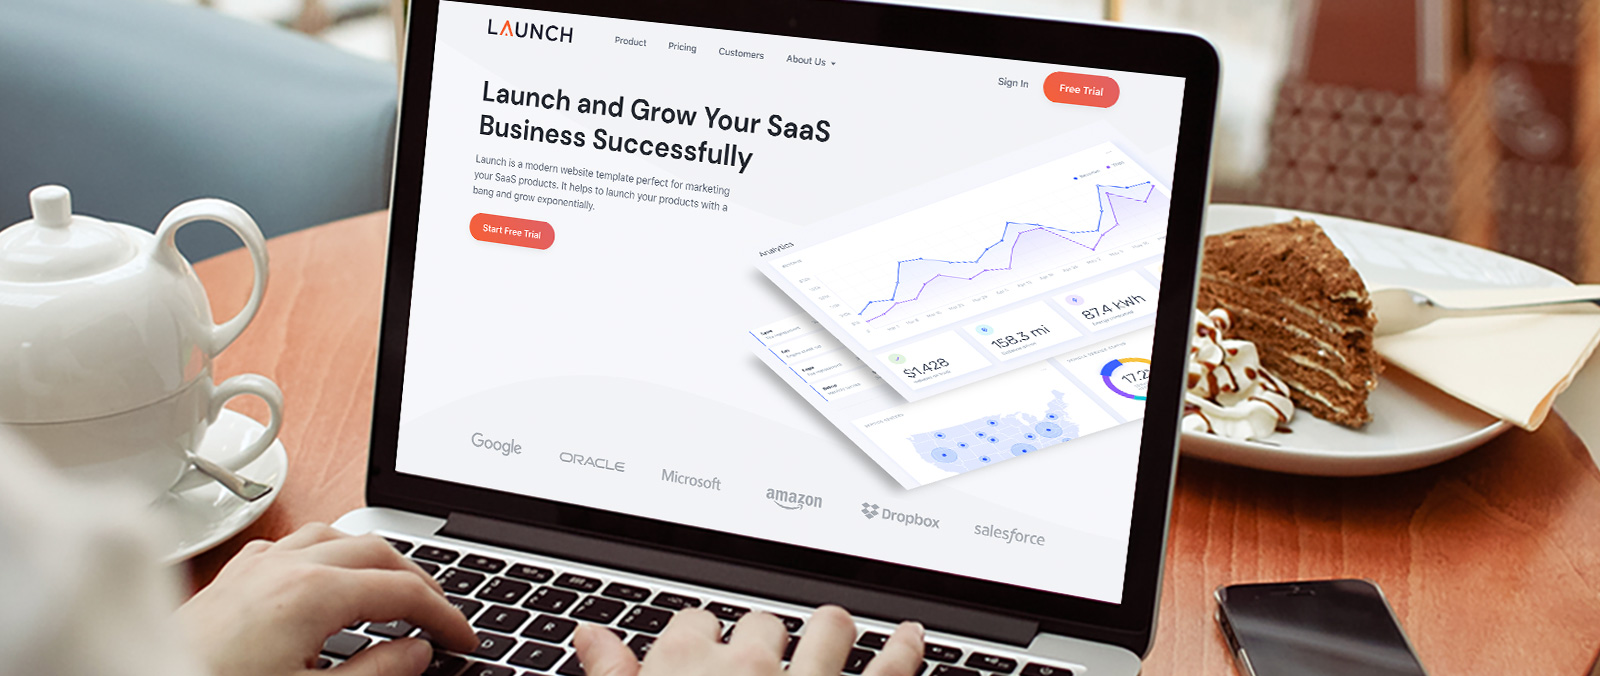 LAUNCH
Product
Pricing
Customers
About Us
Sign In
Free Trial
Launch and Grow Your SaaS
Business Successfully
Launch is a modern website template perfect for marketing
your SaaS products. It helps to launch your products with a
bang and grow exponentially.
Start Free Trial
Analytics
$1,428
158.3 mi
87.4 kWh
Google
ORACLE
Microsoft
amazon
Dropbox
salesforce